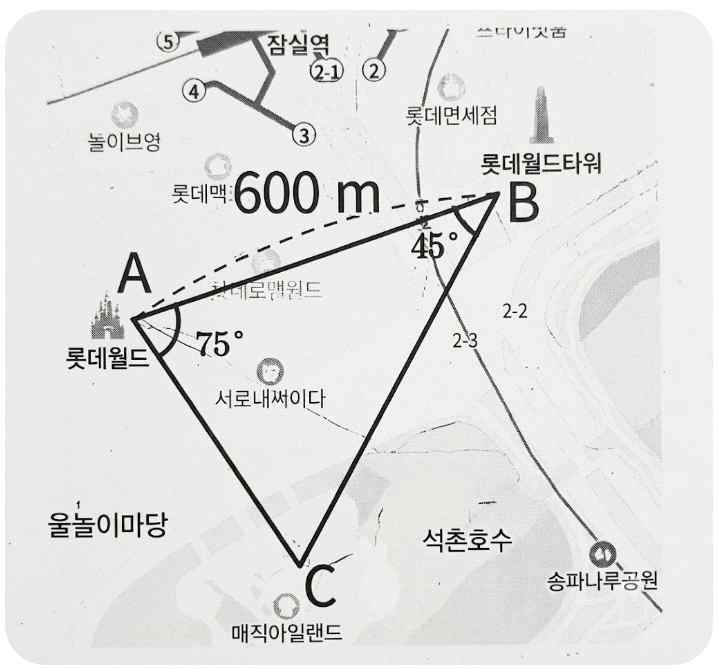 잠실역
⑤
2-1
②
④
③
롯데면세점
놀이브영
롯데월드타워
롯데맥
600 m
B
45°
A
롯데월드
75°
2-2
2-3
서로내써이다
울놀이마당
석촌호수
송파나루공원
C
매직아일랜드